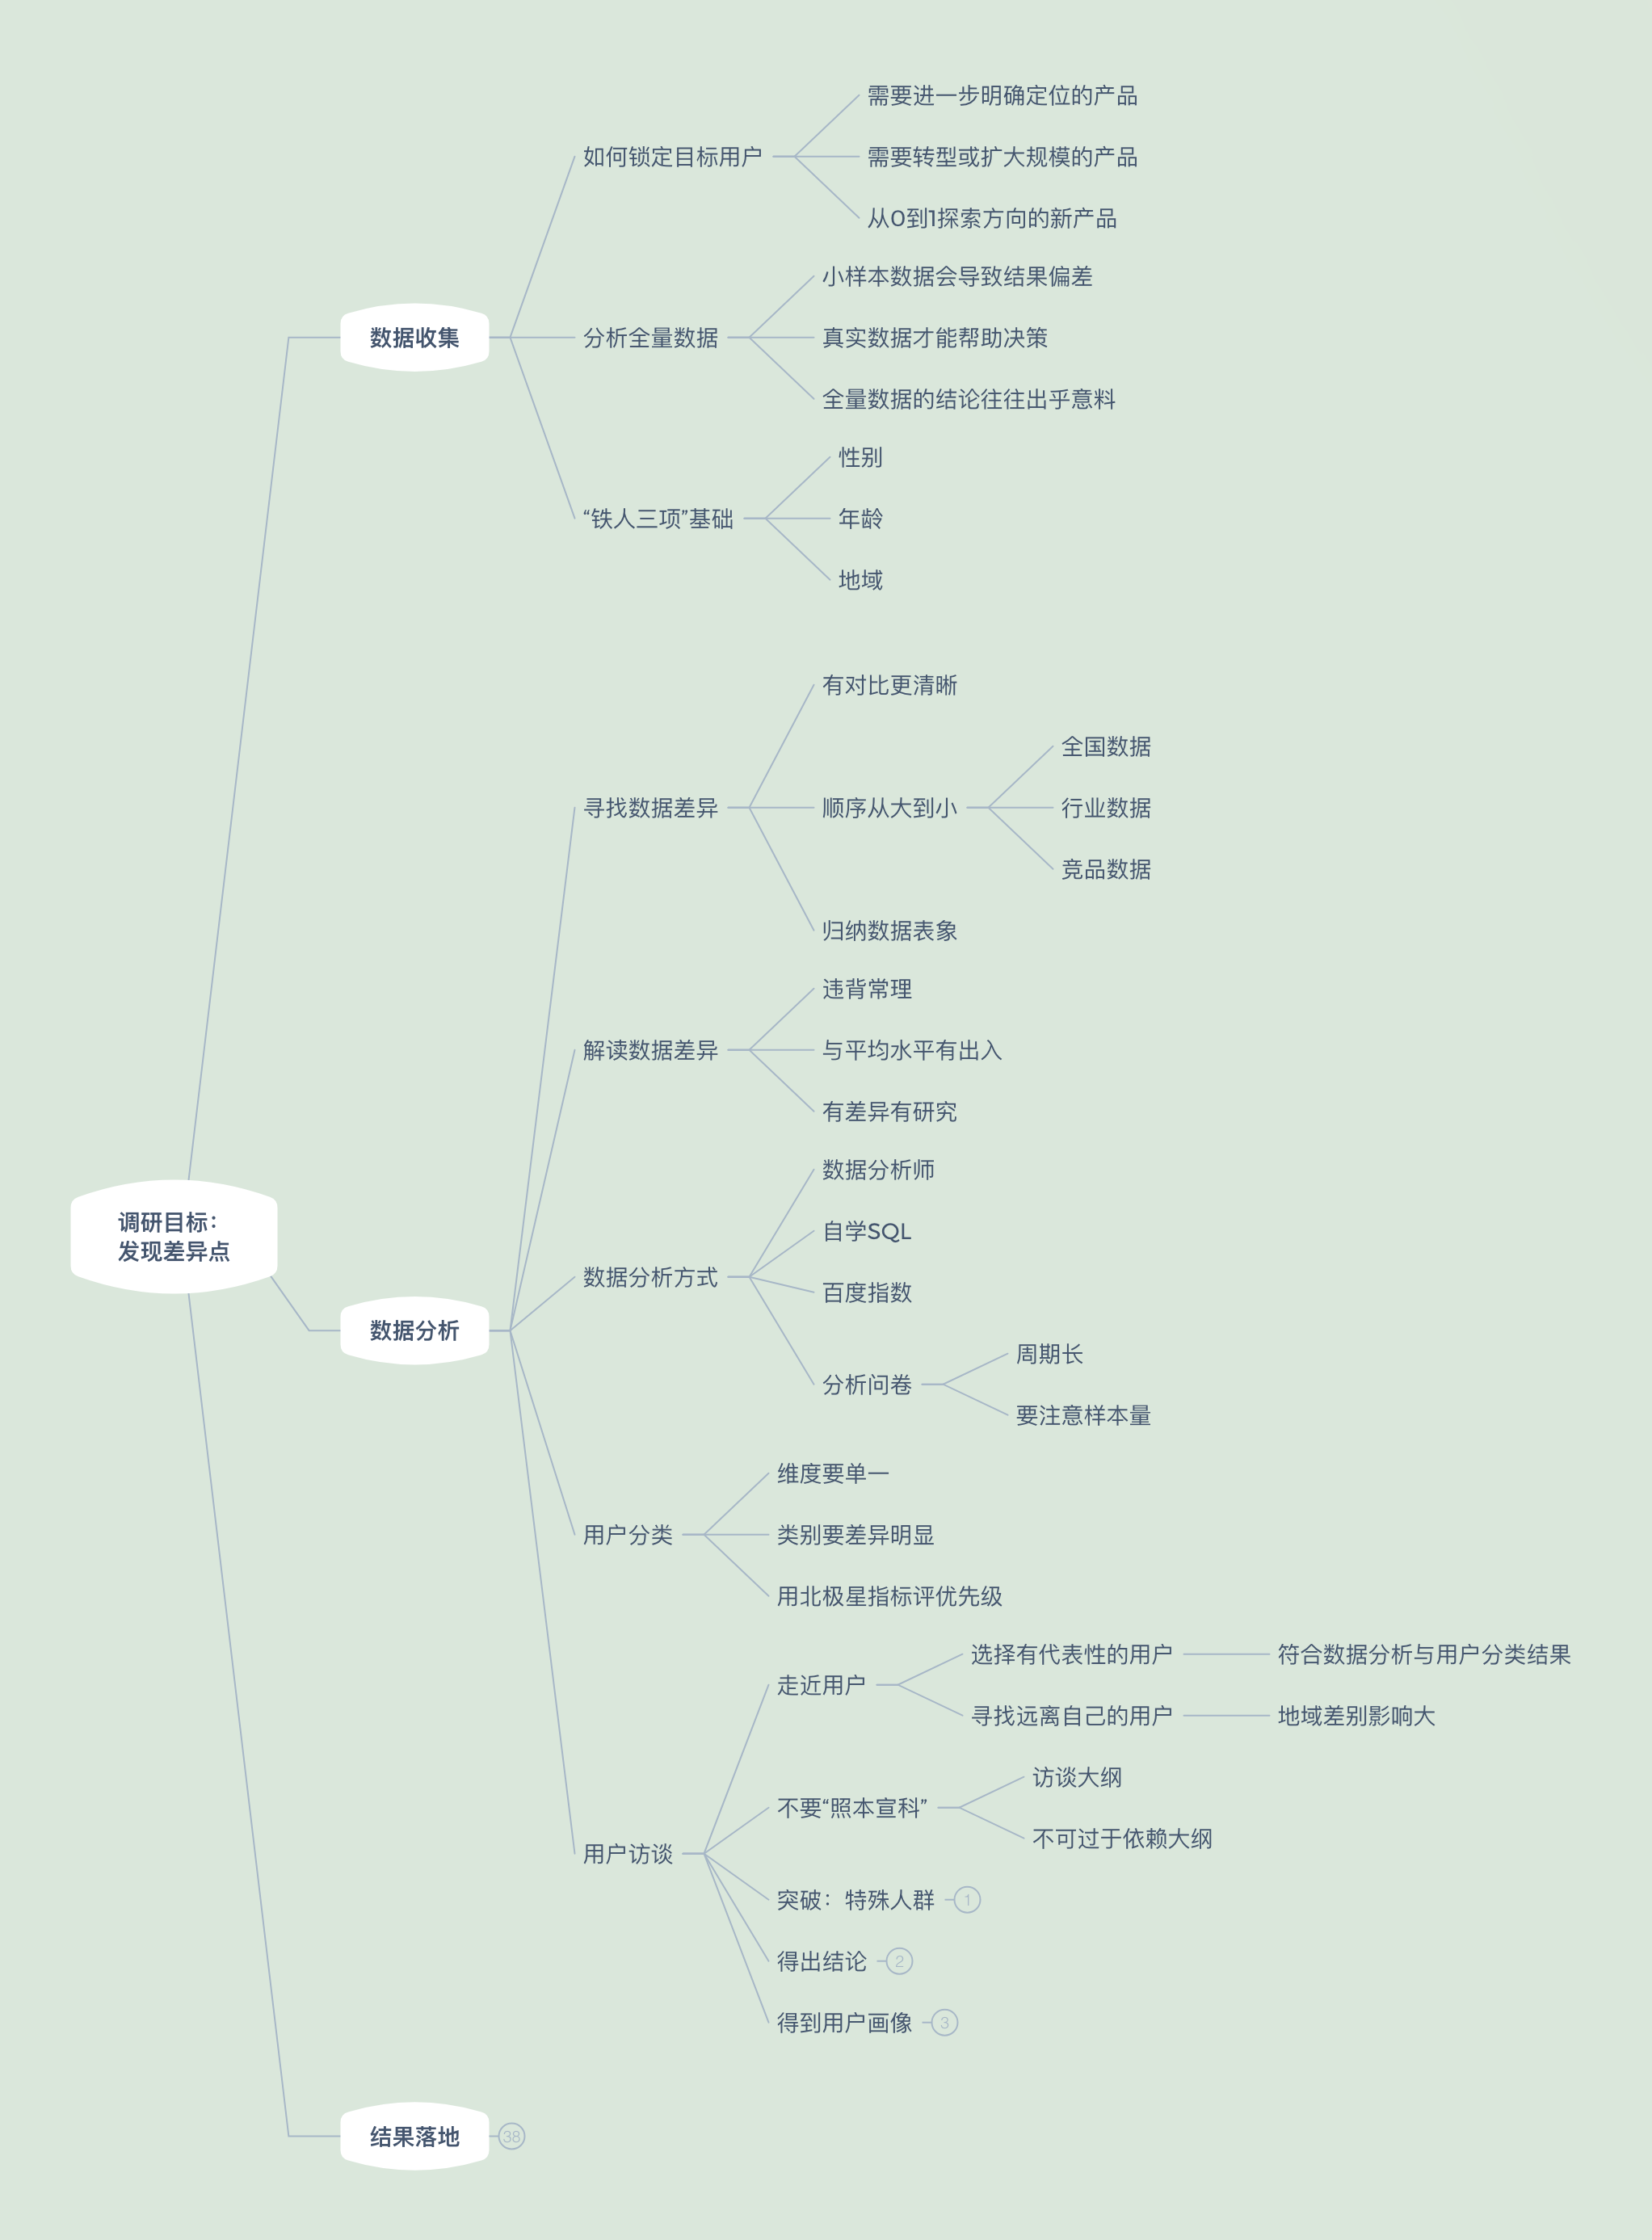 调研目标：
发现差异点
数据收集
如何锁定目标用户
需要进一步明确定位的产品
需要转型或扩大规模的产品
从0到1探索方向的新产品
分析全量数据
小样本数据会导致结果偏差
真实数据才能帮助决策
全量数据的结论往往出乎意料
“铁人三项”基础
性别
年龄
地域
数据分析
寻找数据差异
有对比更清晰
顺序从大到小
全国数据
行业数据
竞品数据
归纳数据表象
解读数据差异
违背常理
与平均水平有出入
有差异有研究
数据分析方式
数据分析师
自学SQL
百度指数
分析问卷
周期长
要注意样本量
用户分类
维度要单一
类别要差异明显
用北极星指标评优先级
用户访谈
走近用户
选择有代表性的用户
符合数据分析与用户分类结果
寻找远离自己的用户
地域差别影响大
不要“照本宣科”
访谈大纲
不可过于依赖大纲
突破：特殊人群
1
得出结论
2
得到用户画像
3
结果落地
38